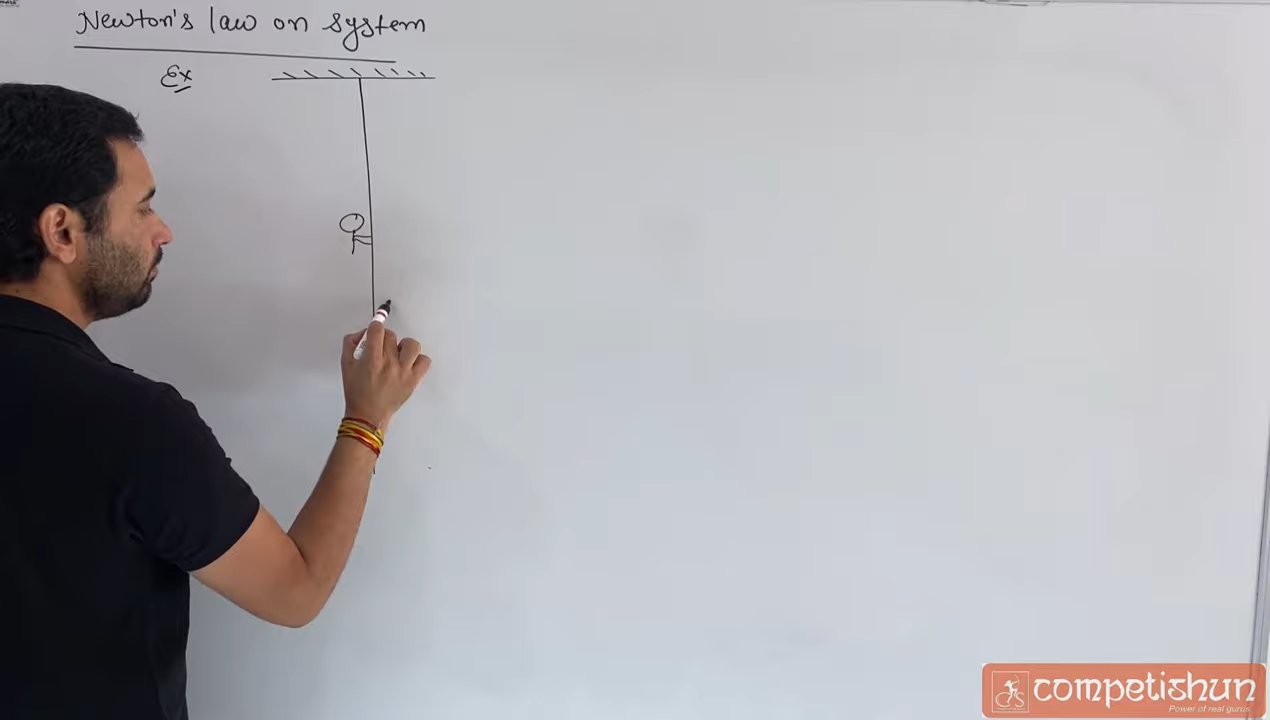 Newton's law on system
Ex
competishun
Power of real gurus